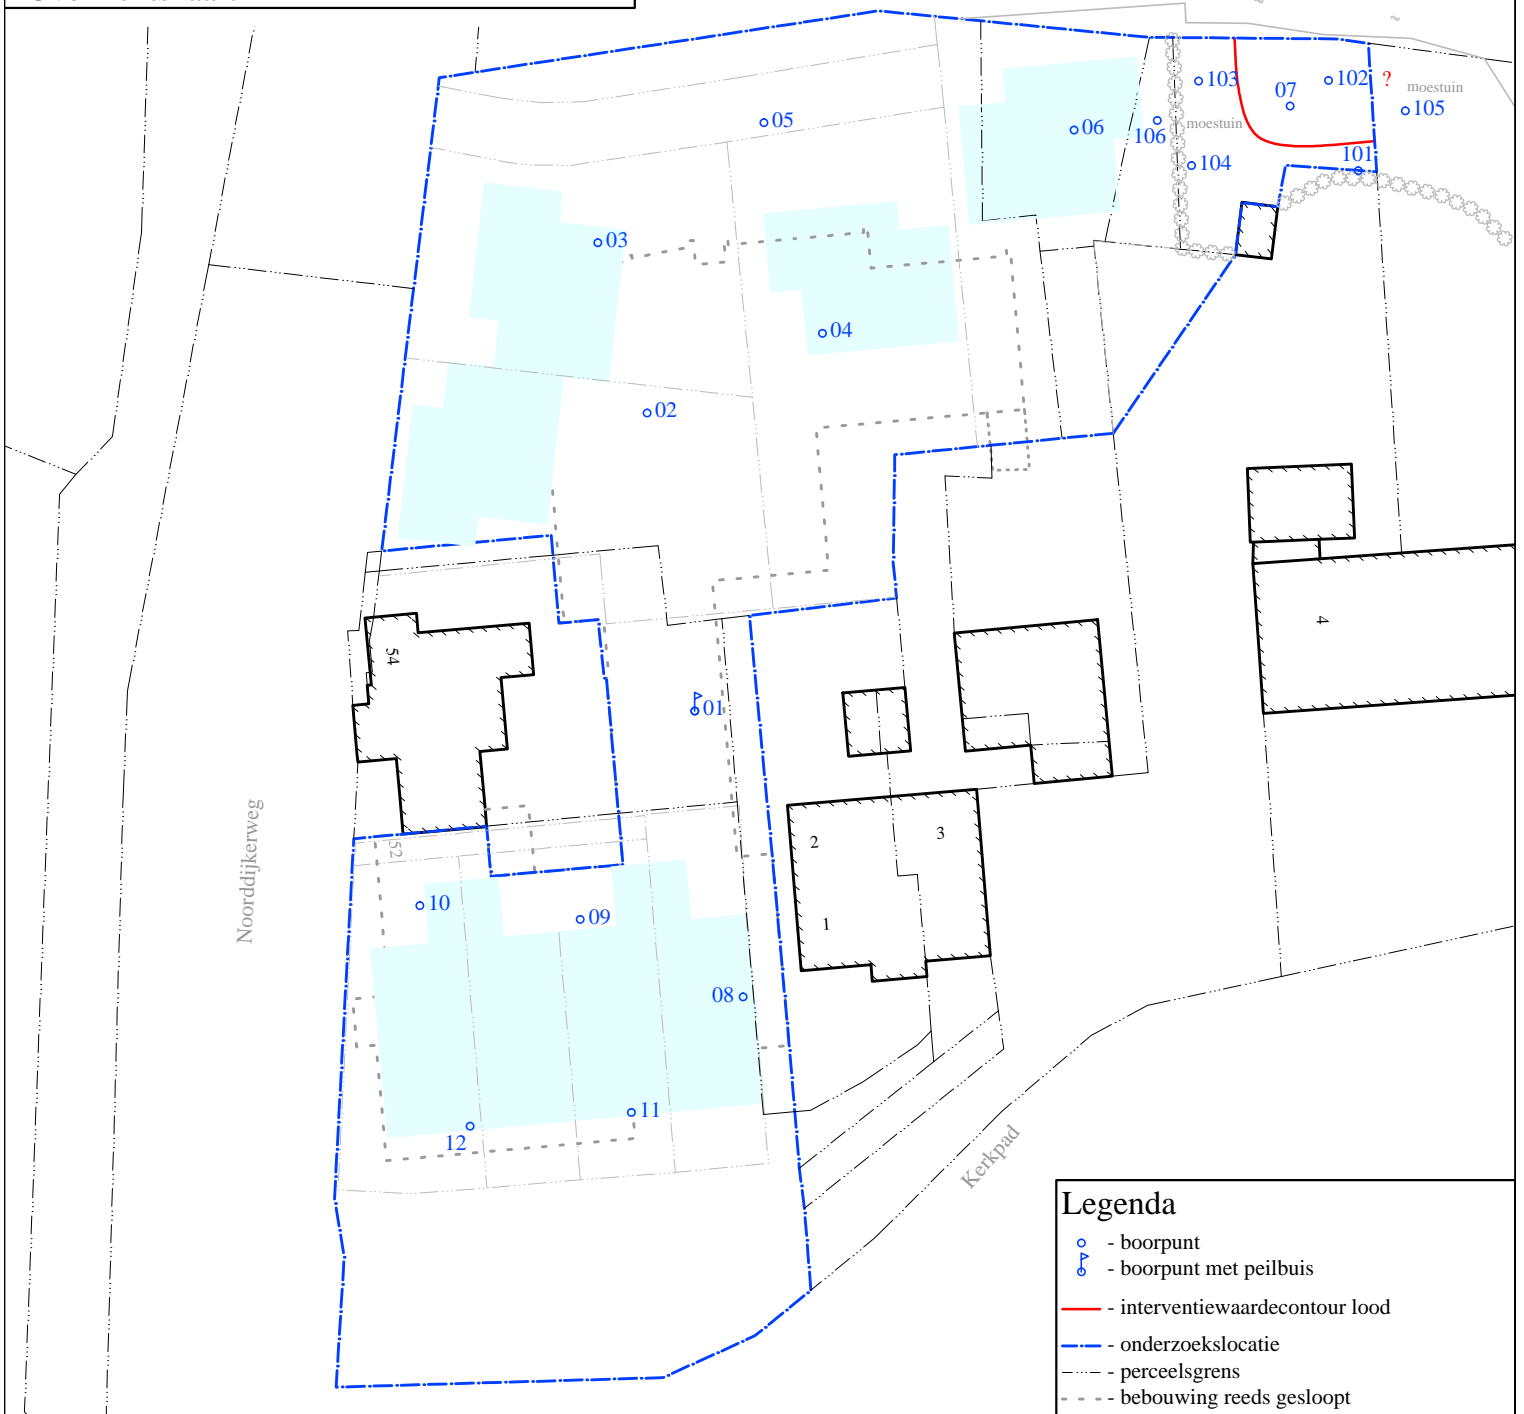 103
07
102
?
moestuin
105
05
06
106
moestuin
104
101
03
04
02
54
4
01
Noorddijkerweg
52
2
3
1
10
09
08
11
12
Kerkpad
Legenda
- boorpunt
- boorpunt met peilbuis
- interventiewaardecontour lood
- onderzoekslocatie
- perceelsgrens
- bebouwing reeds gesloopt